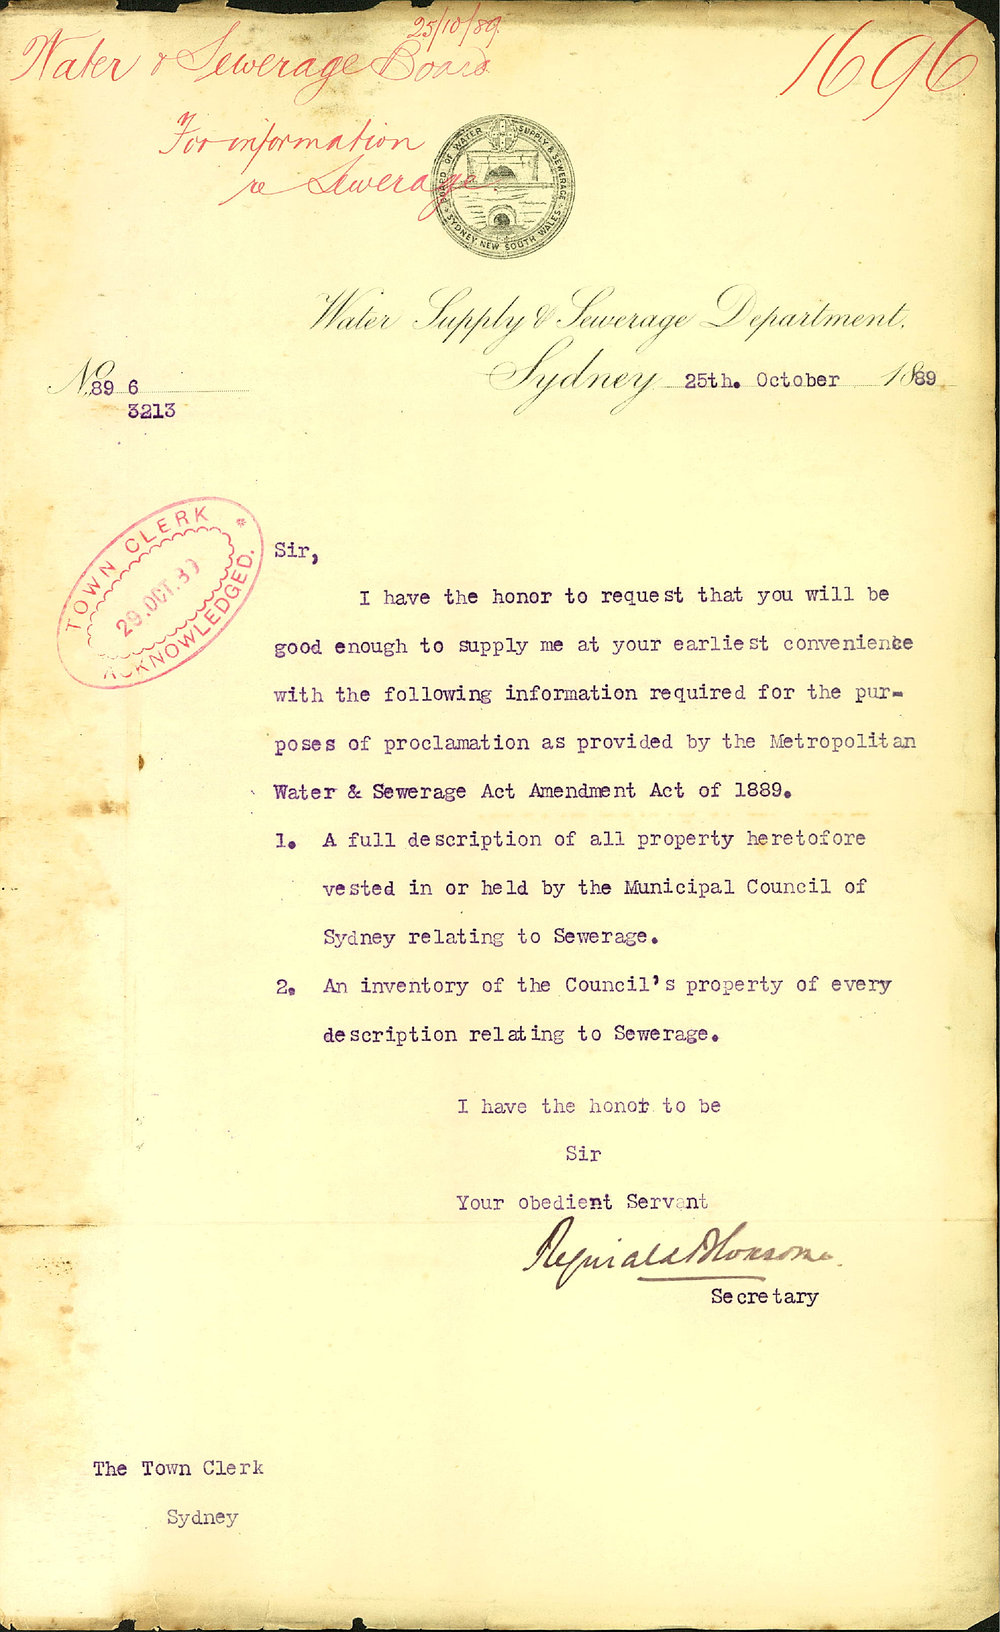 25/10/89.
Water & Sewerage Board
1696
For information
re Sewerage
BOARD OF WATER SUPPLY & SEWERAGE
SYDNEY, NEW SOUTH WALES
Water Supply & Sewerage Department.
No. 89 6
3213
Sydney 25th. October 1889
TOWN CLERK
29.OCT.89
ACKNOWLEDGED.
Sir,
I have the honor to request that you will be
good enough to supply me at your earliest convenience
with the following information required for the pur-
poses of proclamation as provided by the Metropolitan
Water & Sewerage Act Amendment Act of 1889.
1. A full description of all property heretofore
vested in or held by the Municipal Council of
Sydney relating to Sewerage.
2. An inventory of the Council's property of every
description relating to Sewerage.
I have the honor to be
Sir
Your obedient Servant
Secretary
The Town Clerk
Sydney